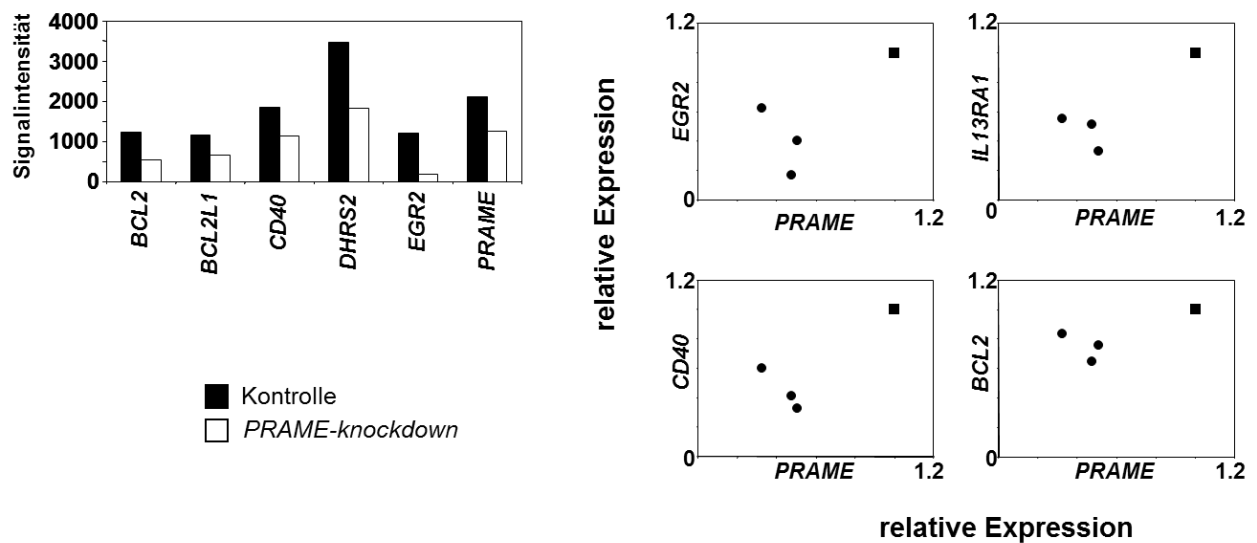 Signalintensität
4000
3000
2000
1000
0
BCL2
BCL2L1
CD40
DHRS2
EGR2
PRAME
Kontrolle
PRAME-knockdown
relative Expression
1.2
EGR2
0
PRAME
1.2
1.2
IL13RA1
0
PRAME
1.2
1.2
CD40
0
PRAME
1.2
1.2
BCL2
0
PRAME
1.2
relative Expression